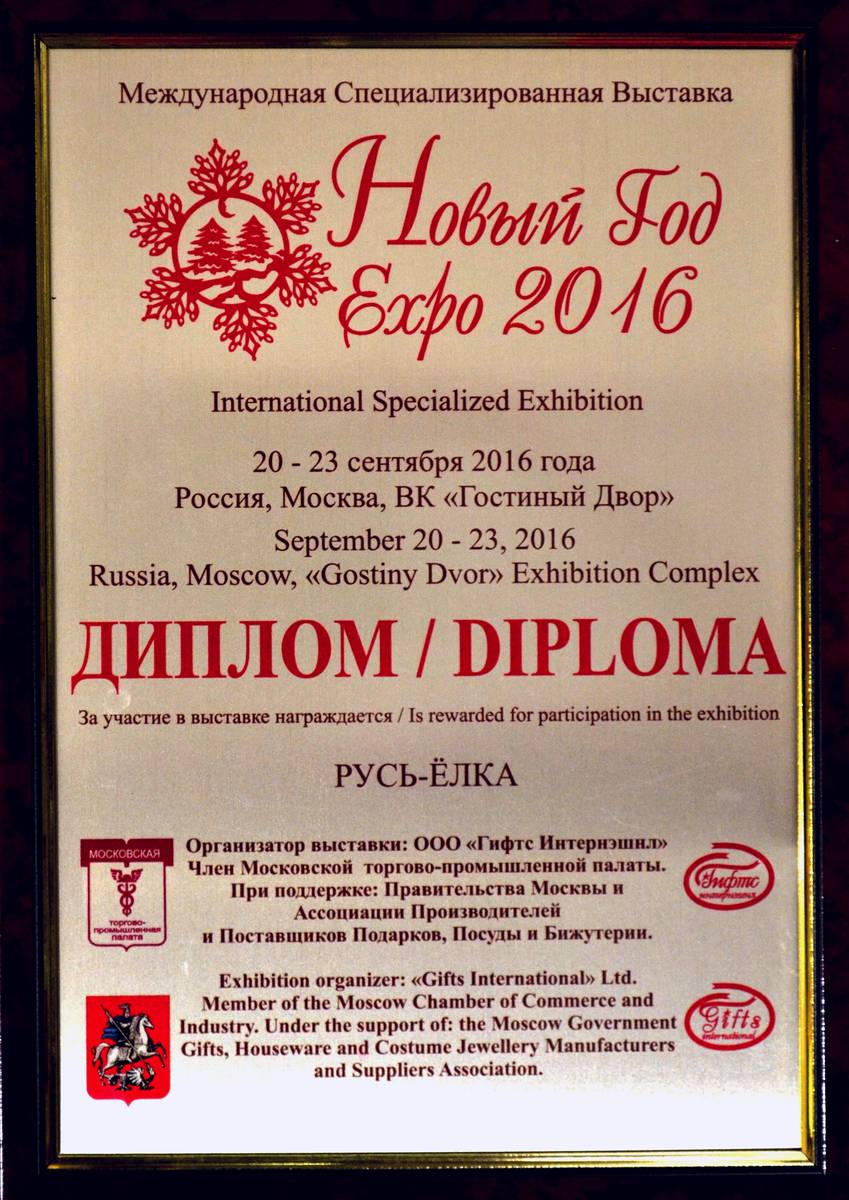 Международная Специализированная Выставка
Новый Год
Expo 2016
International Specialized Exhibition
20 - 23 сентября 2016 года
Россия, Москва, ВК «Гостиный Двор»
September 20 - 23, 2016
Russia, Moscow, «Gostiny Dvor» Exhibition Complex
ДИПЛОМ / DIPLOMA
За участие в выставке награждается / Is rewarded for participation in the exhibition
РУСЬ-ЁЛКА
МОСКОВСКАЯ
торгово-
промышленная
палата
Организатор выставки: ООО «Гифтс Интернэшнл»
Член Московской торгово-промышленной палаты.
При поддержке: Правительства Москвы и
Ассоциации Производителей
и Поставщиков Подарков, Посуды и Бижутерии.
Гифтс
интернэшнл
Exhibition organizer: «Gifts International» Ltd.
Member of the Moscow Chamber of Commerce and
Industry. Under the support of: the Moscow Government
Gifts, Houseware and Costume Jewellery Manufacturers
and Suppliers Association.
Gifts
international